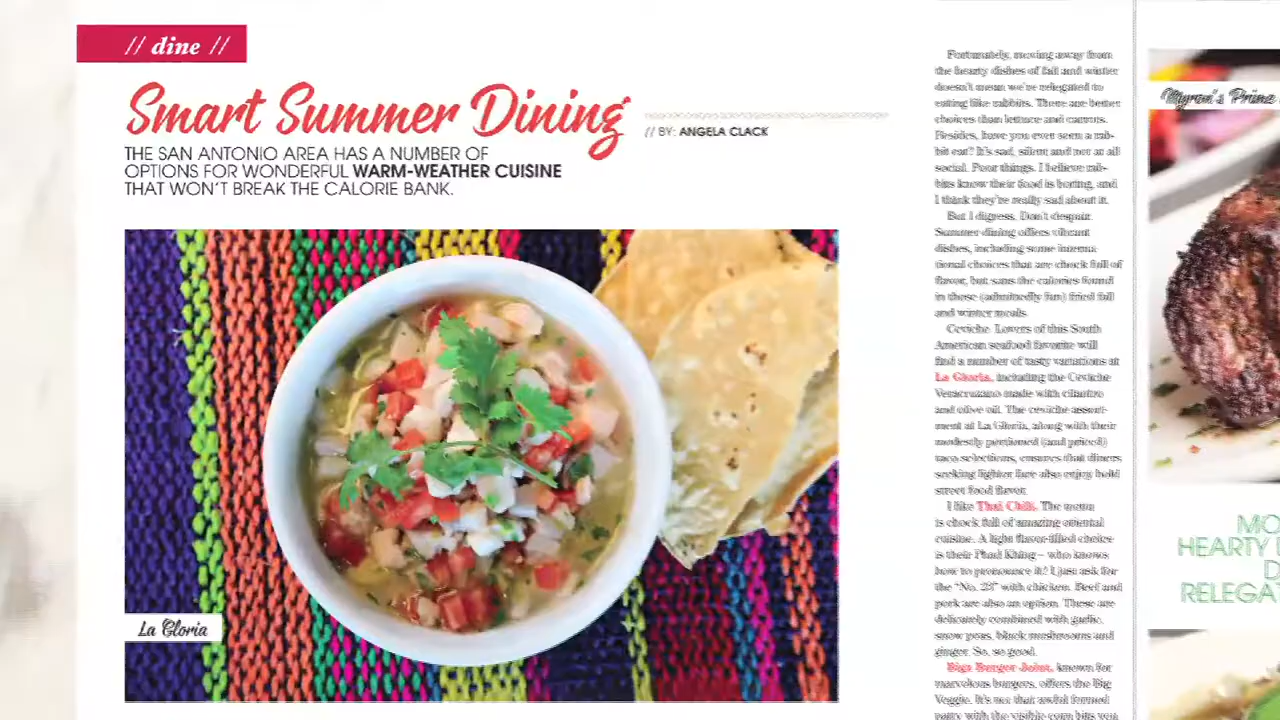 // dine //
Smart Summer Dining
// BY: ANGELA CLACK
THE SAN ANTONIO AREA HAS A NUMBER OF
OPTIONS FOR WONDERFUL WARM-WEATHER CUISINE
THAT WON'T BREAK THE CALORIE BANK.
La Gloria
Fortunately, moving away from
the hearty dishes of fall and winter
doesn't mean we're relegated to
eating like rabbits. There are better
choices than lettuce and carrots.
Besides, have you ever seen a rab-
bit eat? It's sad, silent and not at all
social. Poor things. I believe rab-
bits know their food is boring, and
I think they're really sad about it.
But I digress. Don't despair.
Summer dining offers vibrant
dishes, including some interna-
tional choices that are chock full of
flavor, but sans the calories found
in those (admittedly fun) fried fall
and winter meals.
Ceviche. Lovers of this South
American seafood favorite will
find a number of tasty variations at
La Gloria, including the Ceviche
Veracruzano made with cilantro
and olive oil. The ceviche assort-
ment at La Gloria, along with their
modestly portioned (and priced)
taco selections, ensures that diners
seeking lighter fare also enjoy bold
street food flavor.
I like Thai Chili. The menu
is chock full of amazing oriental
cuisine. A light flavor-filled choice
is their Phad Khing – who knows
how to pronounce it? I just ask for
the "No. 23" with chicken. Beef and
pork are also an option. These are
delicately combined with garlic,
snow peas, black mushrooms and
ginger. So, so good.
Bigz Burger Joint, known for
marvelous burgers, offers the Big
Veggie. It's not that awful formed
patty with the visible corn bits you
Myron's Prime
MO
HEARTY
D
RELEGA